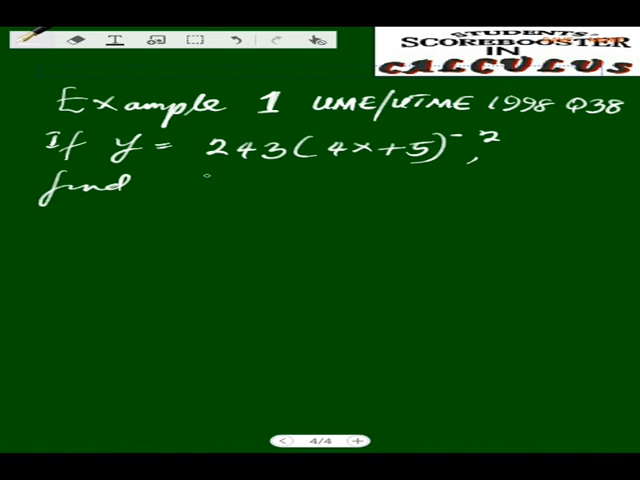 STUDENTS'
SCOREBOOSTER
IN
CALCULUS
Example 1 UME/UTME 1998 Q38
If y = 243(4x+5)⁻²,
find
4/4